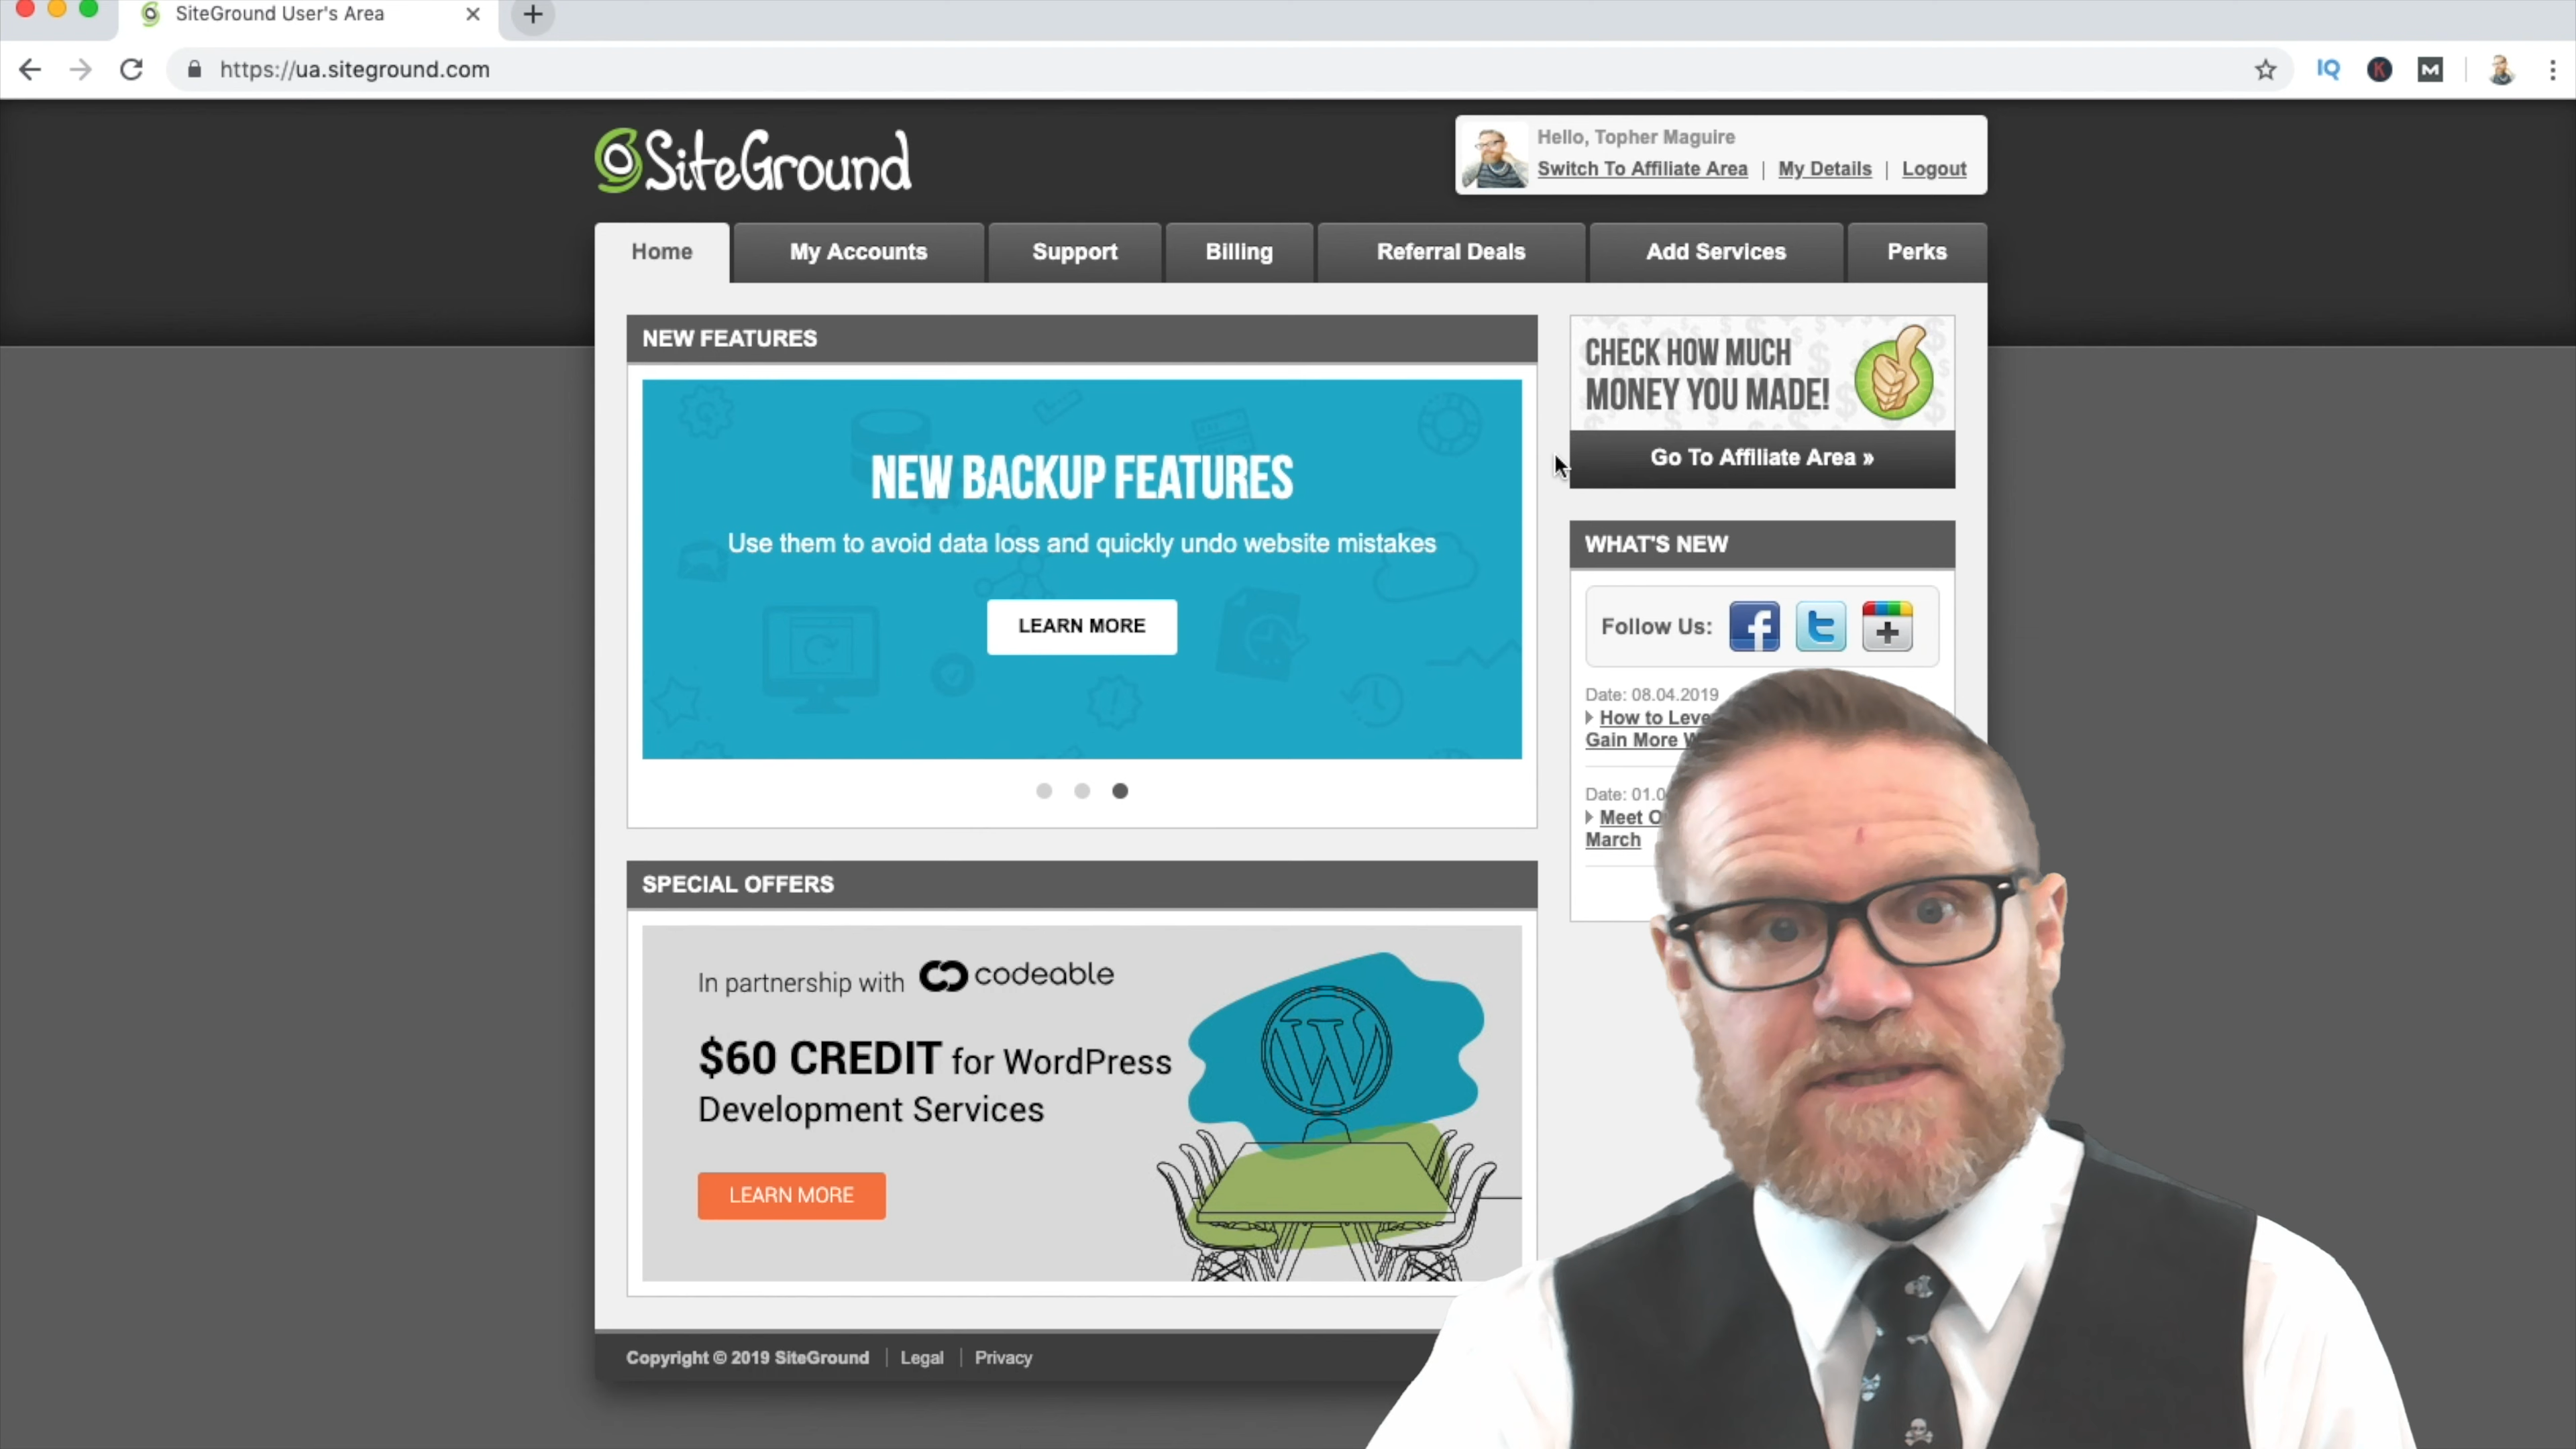 SiteGround User's Area
https://ua.siteground.com
IQ
K
M
SiteGround
Hello, Topher Maguire
Switch To Affiliate Area | My Details | Logout
Home
My Accounts
Support
Billing
Referral Deals
Add Services
Perks
NEW FEATURES
NEW BACKUP FEATURES
Use them to avoid data loss and quickly undo website mistakes
LEARN MORE
CHECK HOW MUCH
MONEY YOU MADE!
Go To Affiliate Area »
WHAT'S NEW
Follow Us:
Date: 08.04.2019
How to
Gain More
Date:
Meet
March
SPECIAL OFFERS
In partnership with codeable
$60 CREDIT for WordPress
Development Services
LEARN MORE
Copyright © 2019 SiteGround | Legal | Privacy